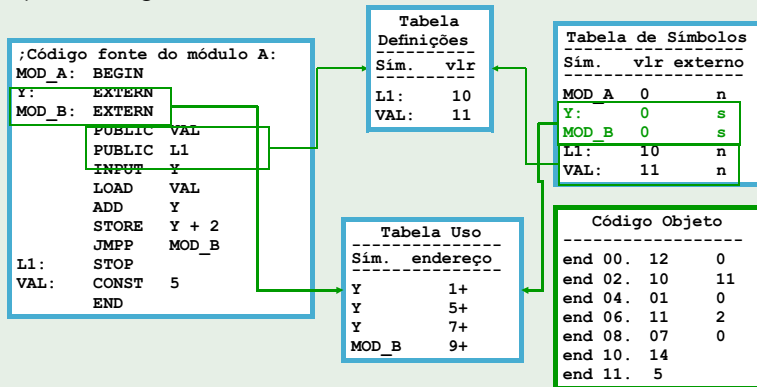 ;Código fonte do módulo A:
MOD_A: BEGIN
Y: EXTERN
MOD_B: EXTERN
PUBLIC VAL
PUBLIC L1
INPUT Y
LOAD VAL
ADD Y
STORE Y + 2
JMPP MOD_B
L1: STOP
VAL: CONST 5
END
Tabela
Definições
Sím. vlr
L1: 10
VAL: 11
Tabela de Símbolos
Sím. vlr externo
MOD_A 0 n
Y: 0 s
MOD_B 0 s
L1: 10 n
VAL: 11 n
Tabela Uso
Sím. endereço
Y 1+
Y 5+
Y 7+
MOD_B 9+
Código Objeto
end 00. 12 0
end 02. 10 11
end 04. 01 0
end 06. 11 2
end 08. 07 0
end 10. 14
end 11. 5